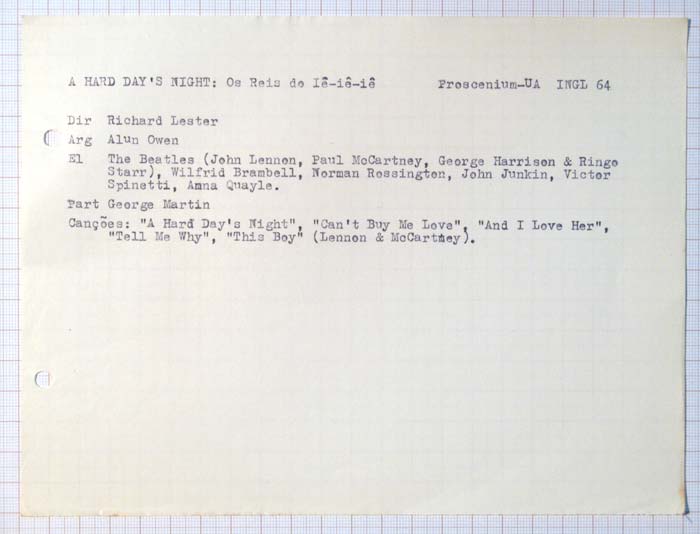 A HARD DAY'S NIGHT: Os Reis do Iê-iê-iê Proscenium-UA INGL 64
Dir Richard Lester
Arg Alun Owen
El The Beatles (John Lennon, Paul McCartney, George Harrison & Ringo
Starr), Wilfrid Brambell, Norman Rossington, John Junkin, Victor
Spinetti, Anna Quayle.
Part George Martin
Canções: "A Hard Day's Night", "Can't Buy Me Love", "And I Love Her",
"Tell Me Why", "This Boy" (Lennon & McCartney).